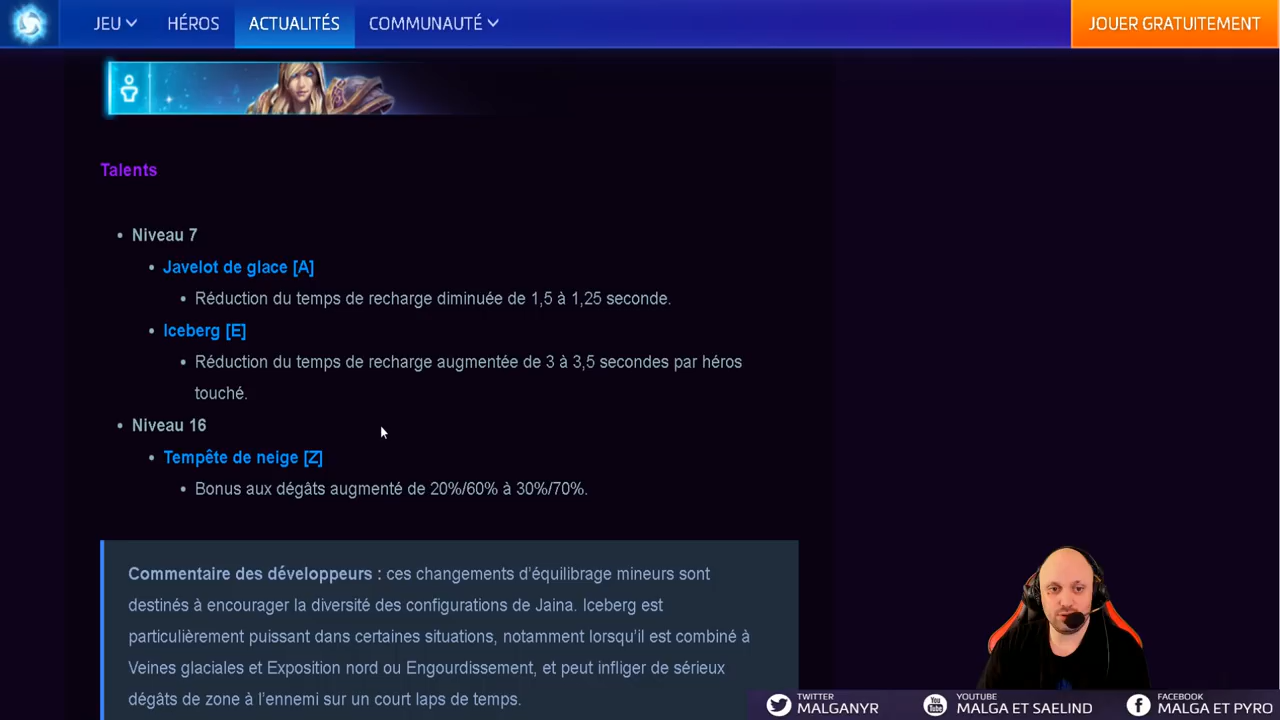 JEU HÉROS ACTUALITÉS COMMUNAUTÉ JOUER GRATUITEMENT
Talents
• Niveau 7
• Javelot de glace [A]
• Réduction du temps de recharge diminuée de 1,5 à 1,25 seconde.
• Iceberg [E]
• Réduction du temps de recharge augmentée de 3 à 3,5 secondes par héros
touché.
• Niveau 16
• Tempête de neige [Z]
• Bonus aux dégâts augmenté de 20%/60% à 30%/70%.
Commentaire des développeurs : ces changements d'équilibrage mineurs sont
destinés à encourager la diversité des configurations de Jaina. Iceberg est
particulièrement puissant dans certaines situations, notamment lorsqu'il est combiné à
Veines glaciales et Exposition nord ou Engourdissement, et peut infliger de sérieux
dégâts de zone à l'ennemi sur un court laps de temps.
TWITTER
MALGANYR
YOUTUBE
MALGA ET SAELIND
FACEBOOK
MALGA ET PYRO